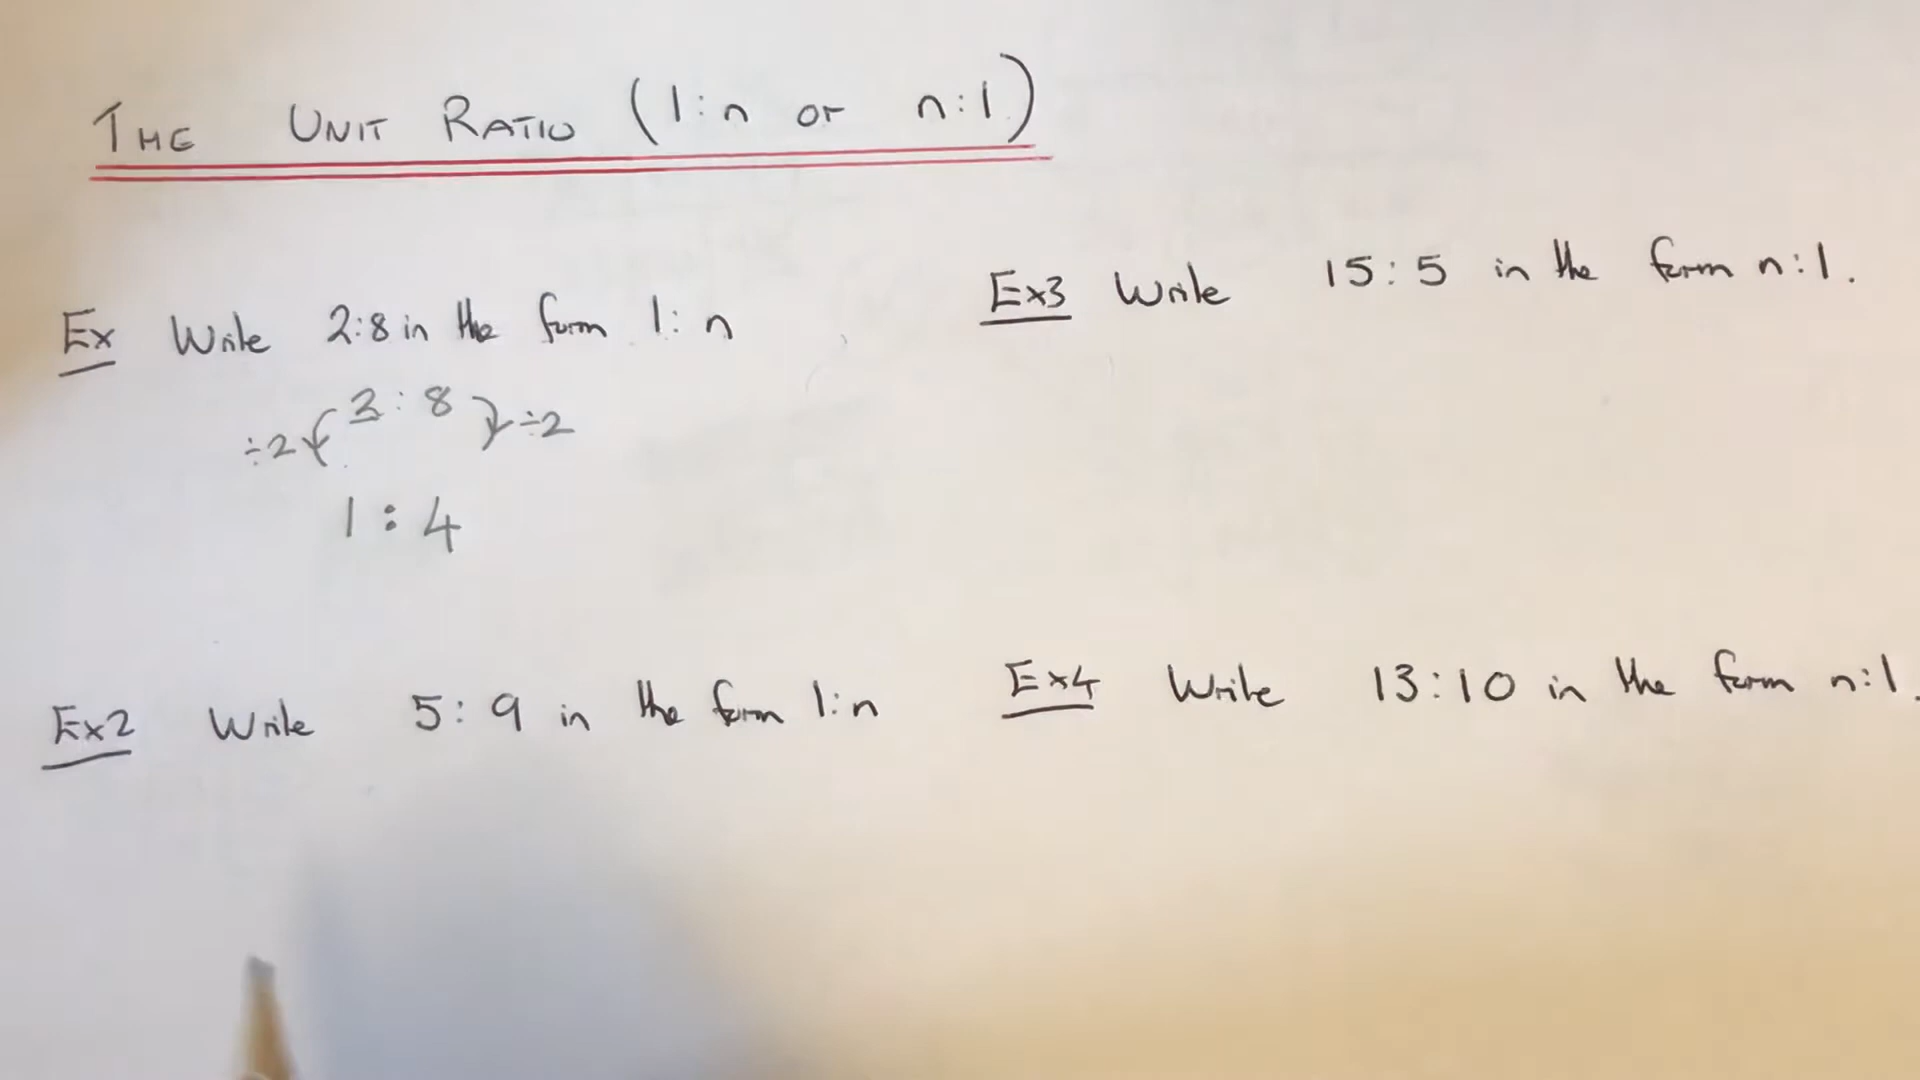 THE UNIT RATIO (1:n or n:1)
Ex Write 2:8 in the form 1:n
÷2 2:8 ÷2
1:4
Ex2 Write 5:9 in the form 1:n
Ex3 Write 15:5 in the form n:1.
Ex4 Write 13:10 in the form n:1.